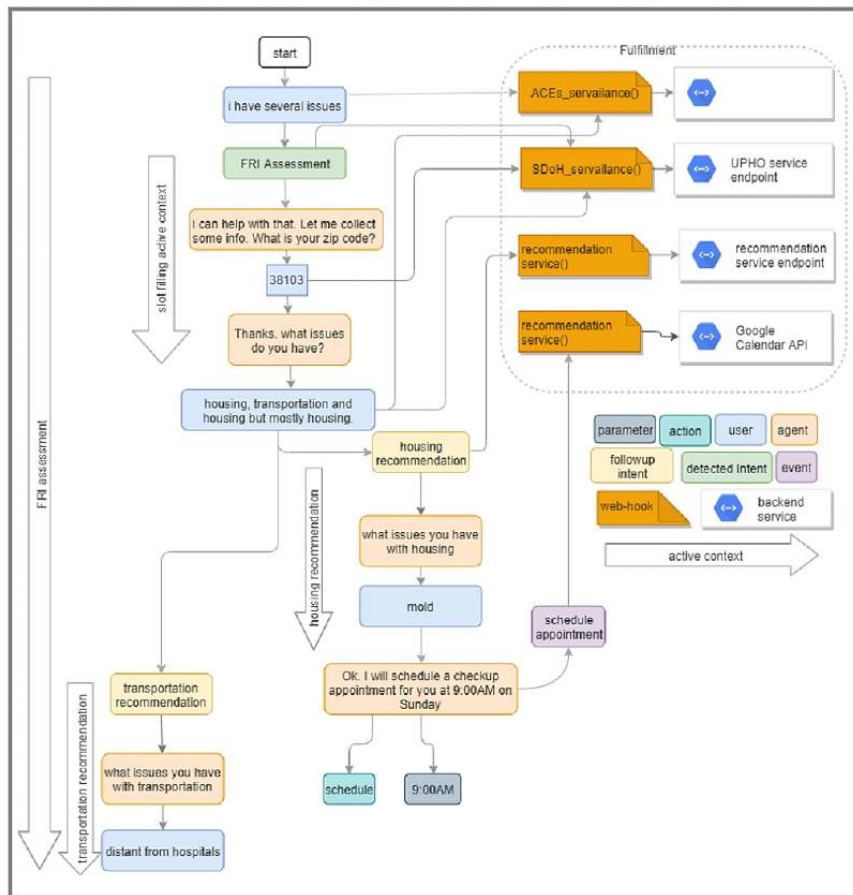 start
Fulfillment
i have several issues
ACEs_servailance()
FRI Assessment
SDoH_servailance()
UPHO service
endpoint
i can help with that. Let me collect
some info. What is your zip code?
slot filling active context
38103
recommendation
service()
recommendation
service endpoint
Thanks. what issues
do you have?
recommendation
service()
Google
Calendar API
housing, transportation and
housing but mostly housing.
FRI assessment
housing
recommendation
parameter
action
user
agent
followup
intent
detected Intent
event
web-hook
backend
service
active context
housing recommendation
what issues you have
with housing
mold
schedule
appointment
Ok. I will schedule a checkup
appointment for you at 9:00AM on
Sunday
transportation
recommendation
transportation recommendation
what issues you have
with transportation
schedule
9:00AM
distant from hospitals